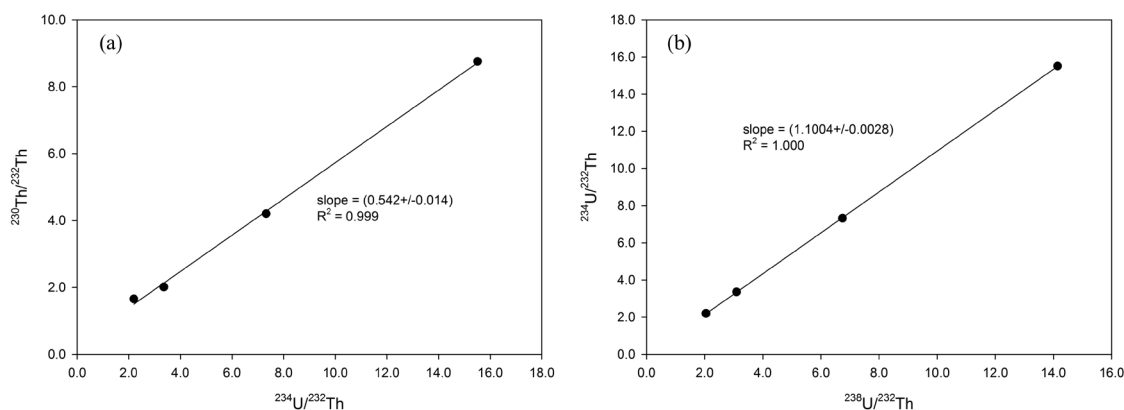 (a)
10.0
8.0
6.0
4.0
2.0
0.0
2.0 4.0 6.0 8.0 10.0 12.0 14.0 16.0 18.0
²³⁰Th/²³²Th
²³⁴U/²³²Th
slope = (0.542+/-0.014)
R² = 0.999
(b)
18.0
16.0
14.0
12.0
10.0
8.0
6.0
4.0
2.0
0.0
0.0 2.0 4.0 6.0 8.0 10.0 12.0 14.0 16.0
²³⁴U/²³²Th
²³⁸U/²³²Th
slope = (1.1004+/-0.0028)
R² = 1.000